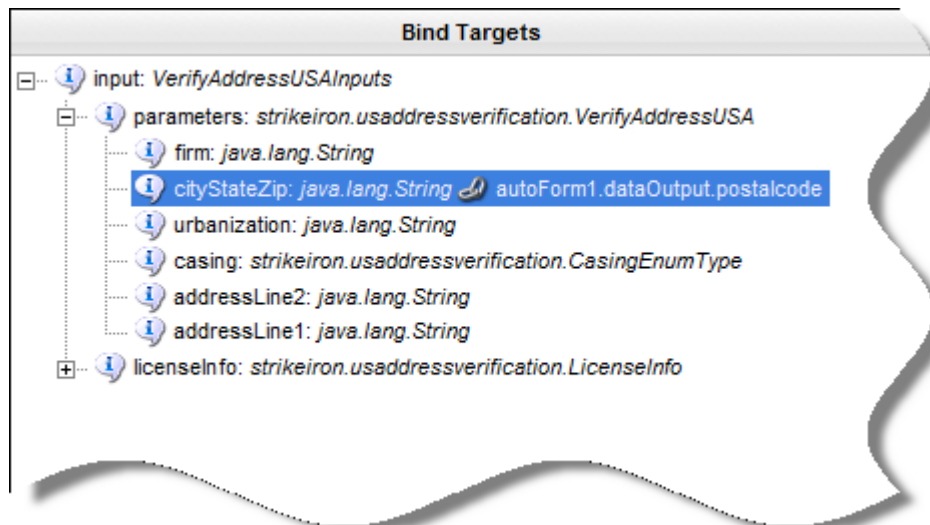 Bind Targets
input: VerifyAddressUSAInputs
parameters: strikeiron.usaddressverification.VerifyAddressUSA
firm: java.lang.String
cityStateZip: java.lang.String autoForm1.dataOutput.postalcode
urbanization: java.lang.String
casing: strikeiron.usaddressverification.CasingEnumType
addressLine2: java.lang.String
addressLine1: java.lang.String
licenseInfo: strikeiron.usaddressverification.LicenseInfo